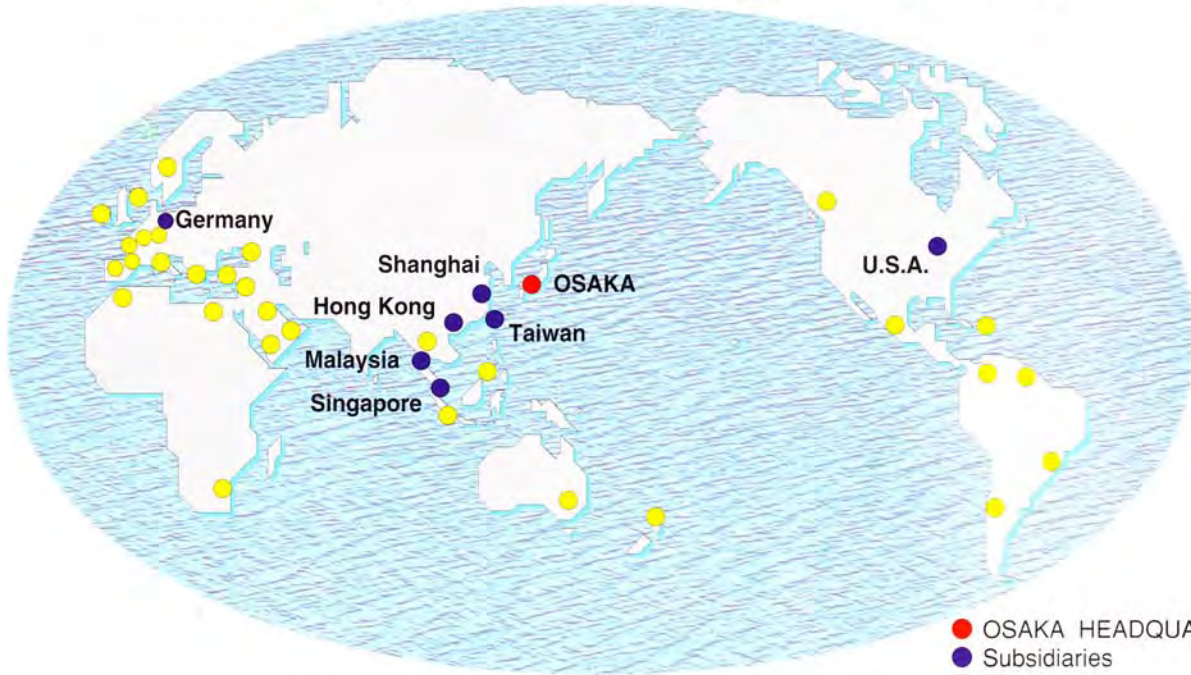 Germany
Shanghai
OSAKA
U.S.A.
Hong Kong
Taiwan
Malaysia
Singapore
OSAKA HEADQUA
Subsidiaries